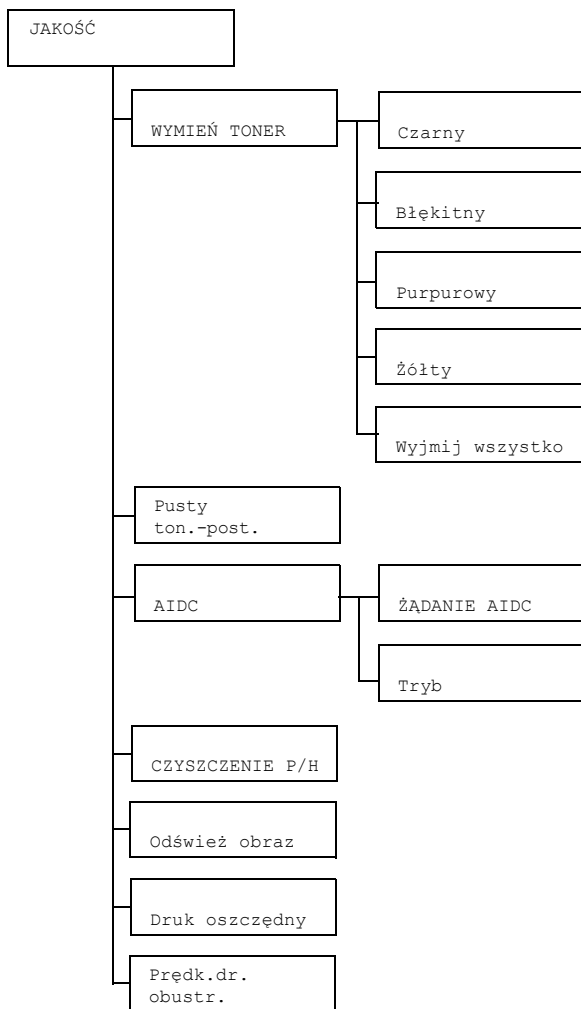 JAKOŚĆ
WYMIEŃ TONER
Czarny
Błękitny
Purpurowy
Żółty
Wyjmij wszystko
Pusty
ton.-post.
AIDC
ŻĄDANIE AIDC
Tryb
CZYSZCZENIE P/H
Odśwież obraz
Druk oszczędny
Prędk.dr.
obustr.